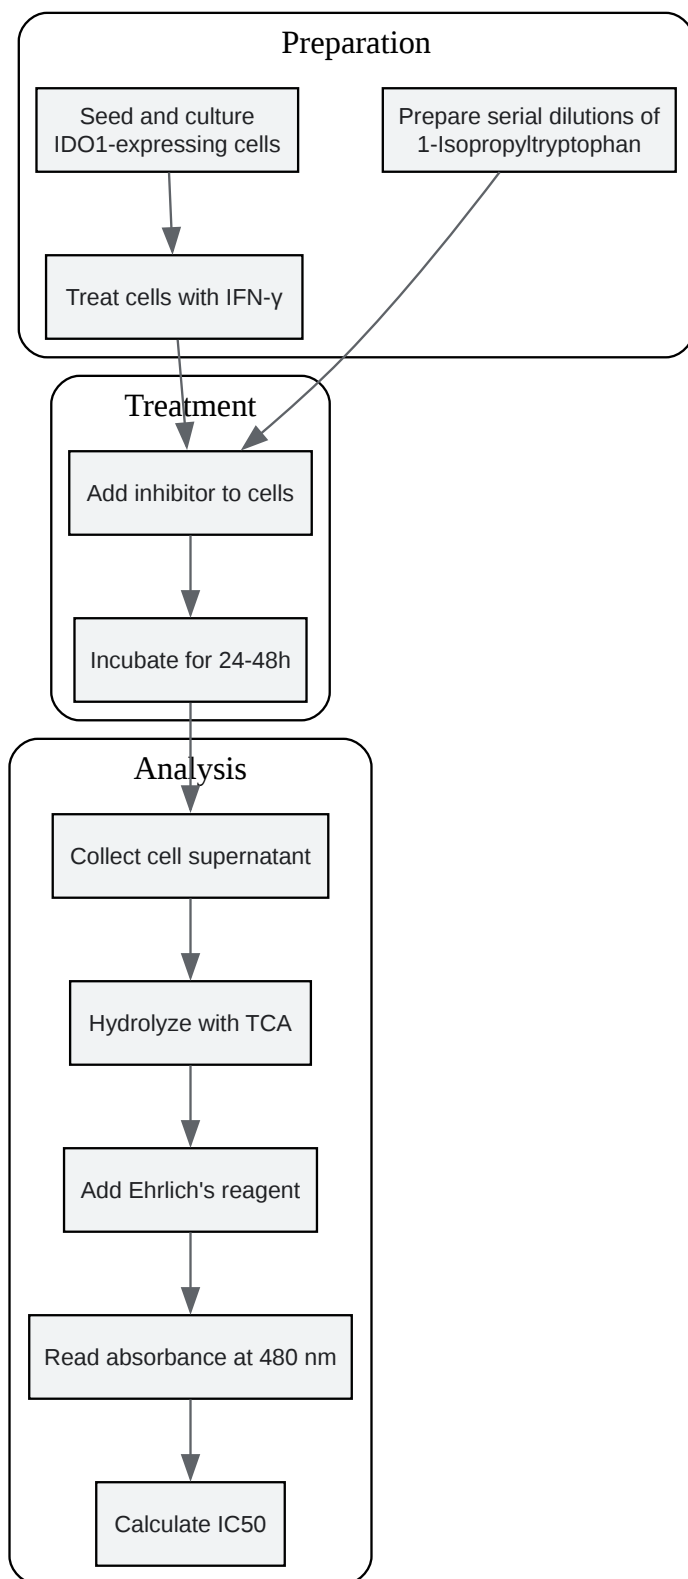 Preparation
Seed and culture
IDO1-expressing cells
Prepare serial dilutions of
1-Isopropyltryptophan
Treat cells with IFN-γ
Treatment
Add inhibitor to cells
Incubate for 24-48h
Analysis
Collect cell supernatant
Hydrolyze with TCA
Add Ehrlich's reagent
Read absorbance at 480 nm
Calculate IC50